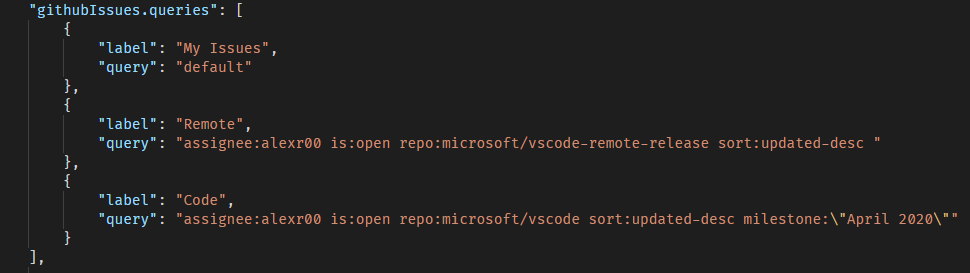 "githubIssues.queries": [
{
"label": "My Issues",
"query": "default"
},
{
"label": "Remote",
"query": "assignee:alexr00 is:open repo:microsoft/vscode-remote-release sort:updated-desc "
},
{
"label": "Code",
"query": "assignee:alexr00 is:open repo:microsoft/vscode sort:updated-desc milestone:\"April 2020\""
}
],